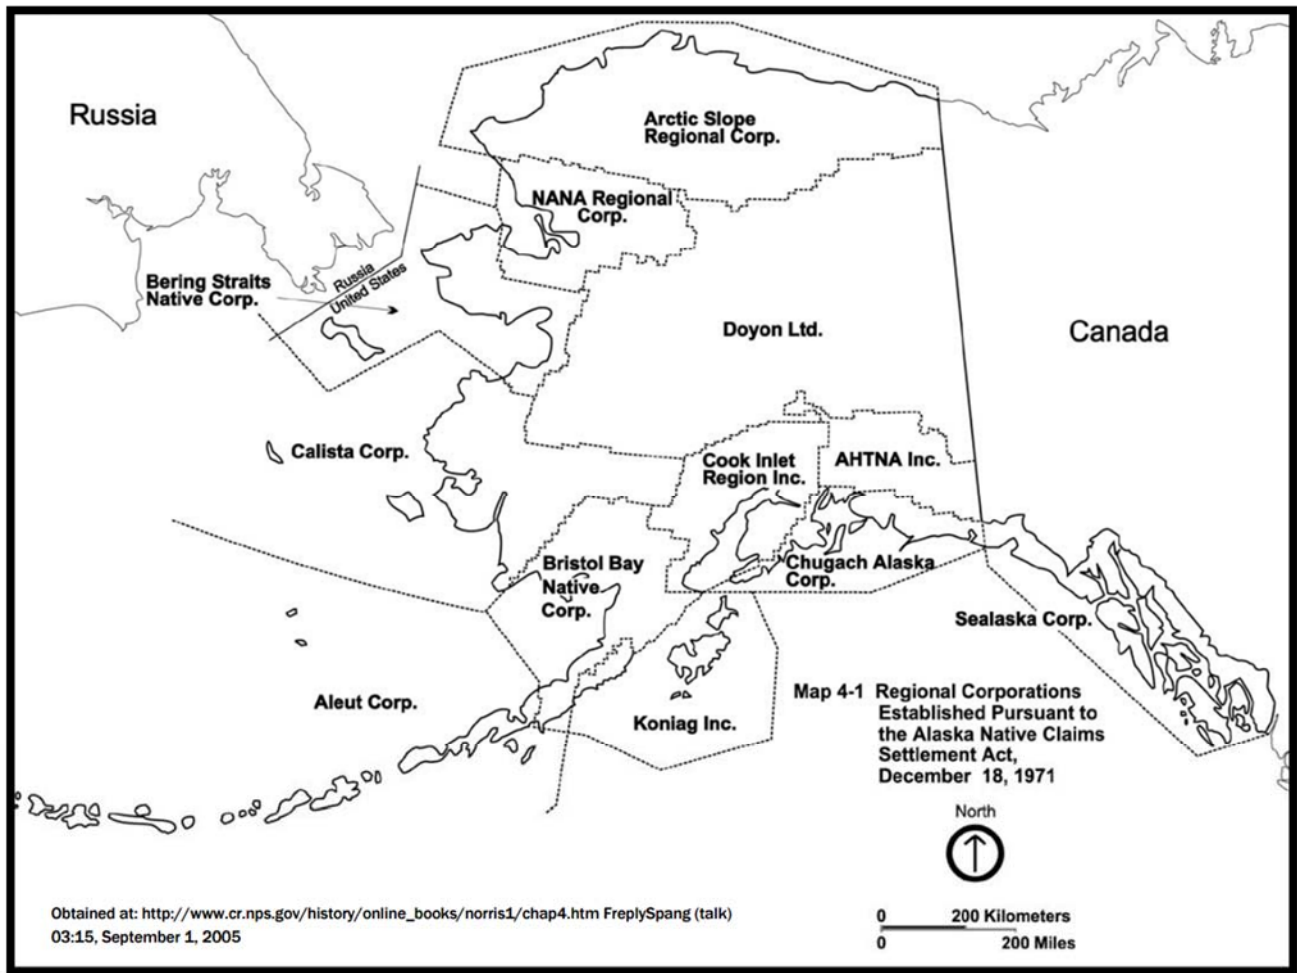 Russia
Arctic Slope
Regional Corp.
NANA Regional
Corp.
Bering Straits
Native Corp.
Russia
United States
Doyon Ltd.
Canada
Calista Corp.
Cook Inlet
Region Inc.
AHTNA Inc.
Bristol Bay
Native
Corp.
Chugach Alaska
Corp.
Sealaska Corp.
Aleut Corp.
Koniag Inc.
Map 4-1 Regional Corporations
Established Pursuant to
the Alaska Native Claims
Settlement Act,
December 18, 1971
North
Obtained at: http://www.cr.nps.gov/history/online_books/norris1/chap4.htm FreplySpang (talk)
03:15, September 1, 2005
0 200 Kilometers
0 200 Miles